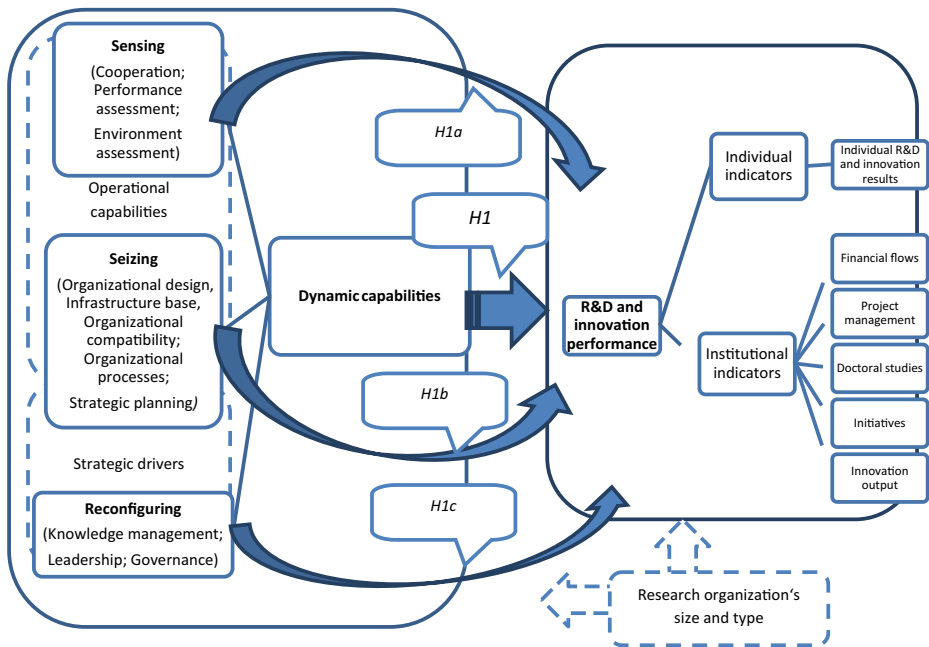 Sensing
(Cooperation;
Performance
assessment;
Environment
assessment)
Operational
capabilities
Seizing
(Organizational design,
Infrastructure base,
Organizational
compatibility;
Organizational
processes;
Strategic planning)
Strategic drivers
Reconfiguring
(Knowledge management;
Leadership; Governance)
Dynamic capabilities
H1a
H1
H1b
H1c
R&D and
innovation
performance
Individual
indicators
Individual R&D
and innovation
results
Institutional
indicators
Financial flows
Project
management
Doctoral studies
Initiatives
Innovation
output
Research organization‘s
size and type